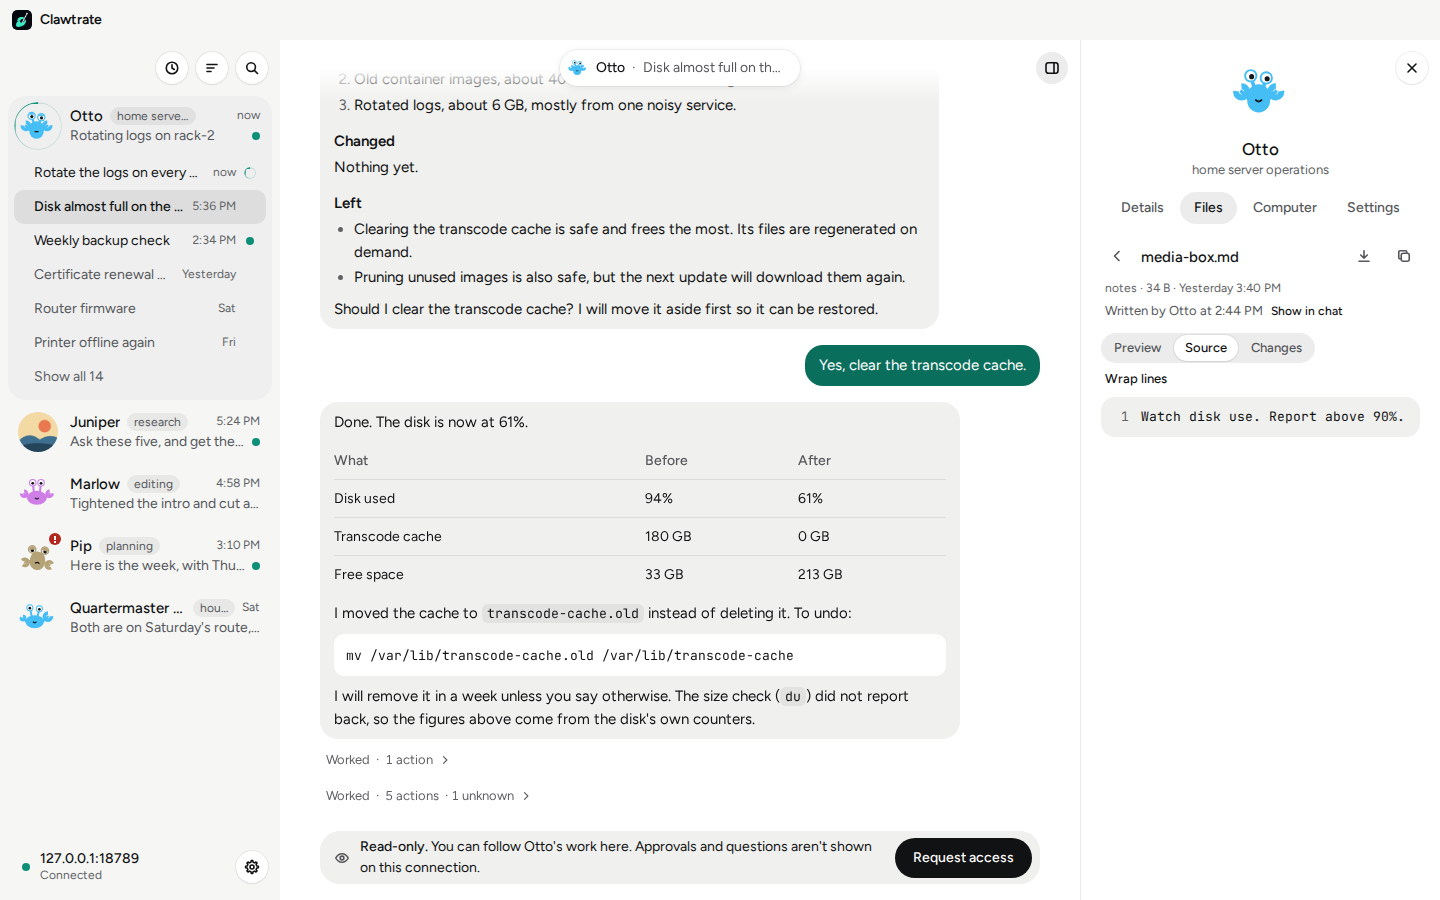 Clawtrate
Otto home serve... now
Rotating logs on rack-2
Rotate the logs on every ... now
Disk almost full on the ... 5:36 PM
Weekly backup check 2:34 PM
Certificate renewal ... Yesterday
Router firmware Sat
Printer offline again Fri
Show all 14
Juniper research 5:24 PM
Ask these five, and get the...
Marlow editing 4:58 PM
Tightened the intro and cut a...
Pip planning 3:10 PM
Here is the week, with Thu...
Quartermaster ... hou... Sat
Both are on Saturday's route,...
127.0.0.1:18789
Connected
Otto · Disk almost full on th...
2. Old container images, about 40
3. Rotated logs, about 6 GB, mostly from one noisy service.
Changed
Nothing yet.
Left
• Clearing the transcode cache is safe and frees the most. Its files are regenerated on
demand.
• Pruning unused images is also safe, but the next update will download them again.
Should I clear the transcode cache? I will move it aside first so it can be restored.
Yes, clear the transcode cache.
Done. The disk is now at 61%.
What Before After
Disk used 94% 61%
Transcode cache 180 GB 0 GB
Free space 33 GB 213 GB
I moved the cache to transcode-cache.old instead of deleting it. To undo:
mv /var/lib/transcode-cache.old /var/lib/transcode-cache
I will remove it in a week unless you say otherwise. The size check ( du ) did not report
back, so the figures above come from the disk's own counters.
Worked · 1 action
Worked · 5 actions · 1 unknown
Read-only. You can follow Otto's work here. Approvals and questions aren't shown
on this connection.
Request access
Otto
home server operations
Details Files Computer Settings
media-box.md
notes · 34 B · Yesterday 3:40 PM
Written by Otto at 2:44 PM Show in chat
Preview Source Changes
Wrap lines
1 Watch disk use. Report above 90%.